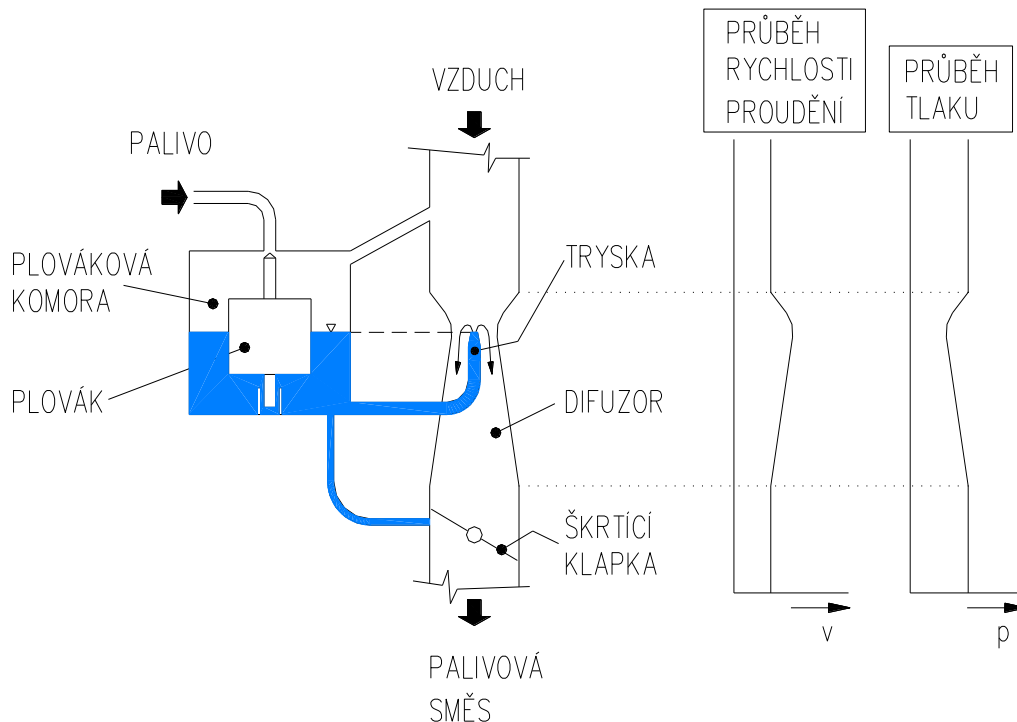 PRŮBĚH
RYCHLOSTI
PROUDĚNÍ
PRŮBĚH
TLAKU
VZDUCH
PALIVO
PLOVÁKOVÁ
KOMORA
TRYSKA
PLOVÁK
DIFUZOR
ŠKRTÍCÍ
KLAPKA
v
p
PALIVOVÁ
SMĚS